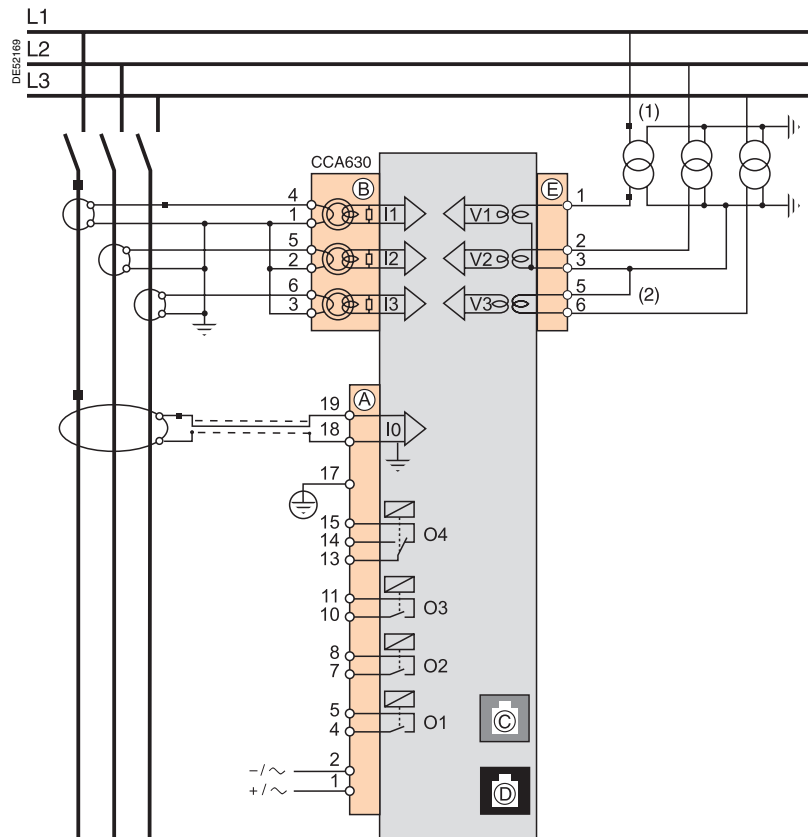 L1
DE52169
L2
L3
(1)
CCA630
B
E
4
1
I1
V1
1
5
2
I2
V2
2
3
6
3
I3
V3
5
6
(2)
A
19
18
I0
17
15
14
13
O4
11
10
O3
8
7
O2
5
4
O1
C
2
-/~
1
+/~
D